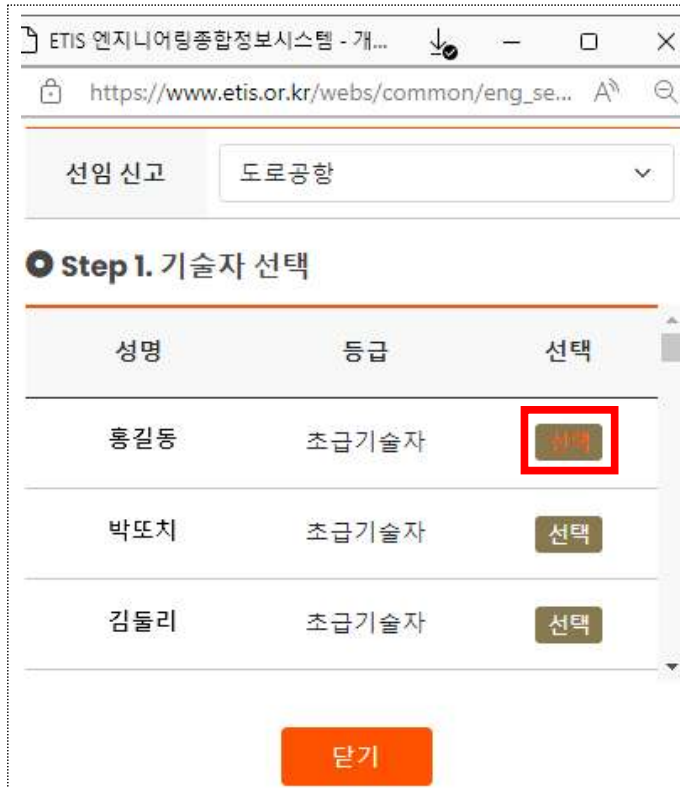 ETIS 엔지니어링종합정보시스템 - 개...
https://www.etis.or.kr/webs/common/eng_se...
선임 신고 도로공항
Step 1. 기술자 선택
성명 등급 선택
홍길동 초급기술자 선택
박또치 초급기술자 선택
김둘리 초급기술자 선택
닫기